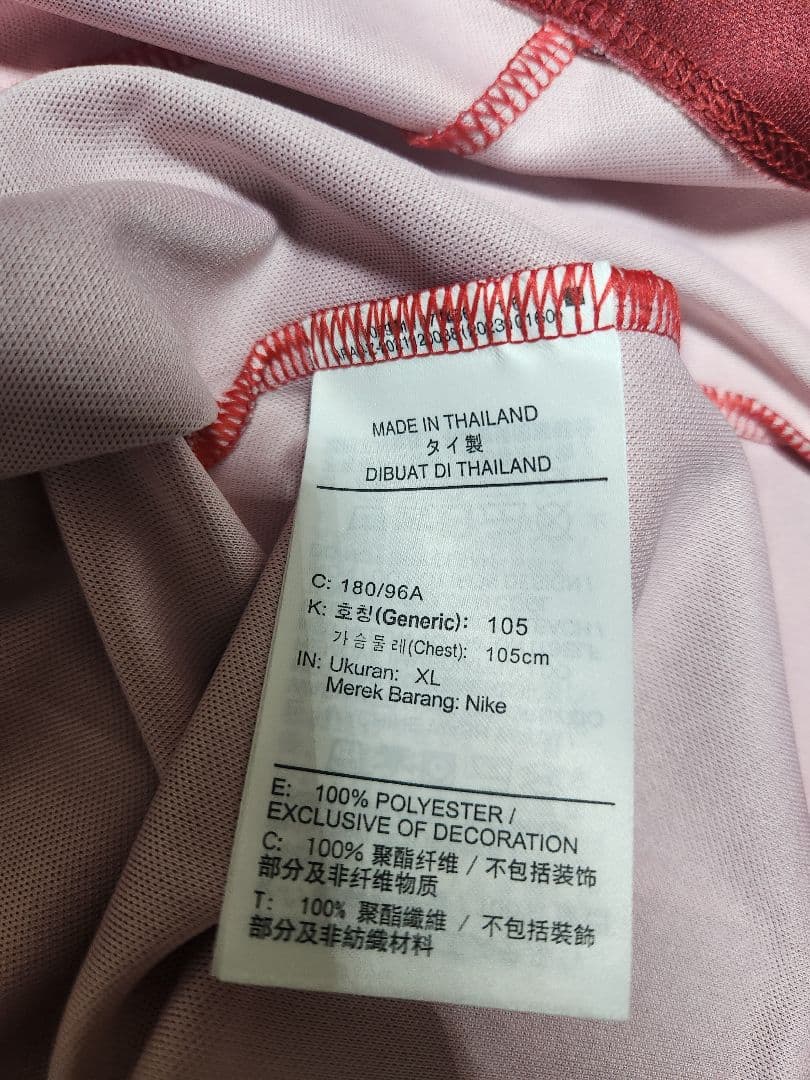 MADE IN THAILAND
タイ製
DIBUAT DI THAILAND
C: 180/96A
K: 호칭(Generic): 105
가슴둘레(Chest): 105cm
IN: Ukuran: XL
Merek Barang: Nike
E: 100% POLYESTER /
EXCLUSIVE OF DECORATION
C: 100% 聚酯纤维 / 不包括装饰
部分及非纤维物质
T: 100% 聚酯纖維 / 不包括裝飾
部分及非紡織材料